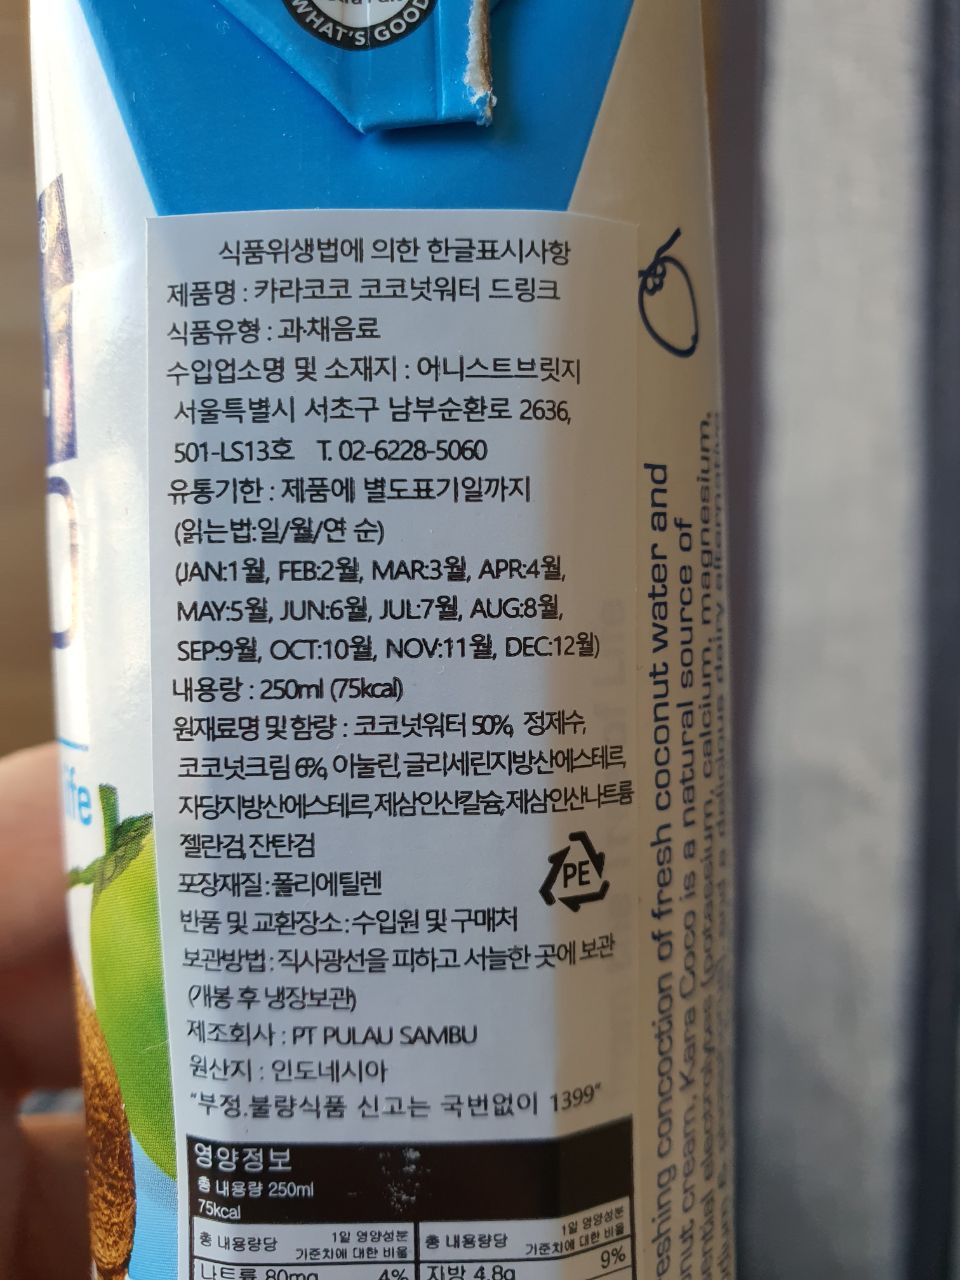 WHAT'S GOOD
식품위생법에 의한 한글표시사항
제품명 : 카라코코 코코넛워터 드링크
식품유형 : 과·채음료
수입업소명 및 소재지 : 어니스트브릿지
서울특별시 서초구 남부순환로 2636,
501-LS13호 T. 02-6228-5060
유통기한 : 제품에 별도표기일까지
(읽는법:일/월/연 순)
(JAN:1월, FEB:2월, MAR:3월, APR:4월,
MAY:5월, JUN:6월, JUL:7월, AUG:8월,
SEP:9월, OCT:10월, NOV:11월, DEC:12월)
내용량 : 250ml (75kcal)
원재료명 및 함량 : 코코넛워터 50%, 정제수,
코코넛크림 6%, 이눌린, 글리세린지방산에스테르,
자당지방산에스테르, 제삼인산칼슘, 제삼인산나트륨
젤란검, 잔탄검
포장재질 : 폴리에틸렌
PE
반품 및 교환장소 : 수입원 및 구매처
보관방법 : 직사광선을 피하고 서늘한 곳에 보관
(개봉 후 냉장보관)
제조회사 : PT PULAU SAMBU
원산지 : 인도네시아
"부정.불량식품 신고는 국번없이 1399"
영양정보
총 내용량 250ml
75kcal
총 내용량당 1일 영양성분 기준치에 대한 비율 총 내용량당 1일 영양성분 기준치에 대한 비율
나트륨 80mg 4% 지방 4.8g 9%
life
eshing concoction of fresh coconut water and
nut cream, Kara Coco is a natural source of
ential electrolytes (potassium, calcium, magnesium,
and a delicious dairy alternative